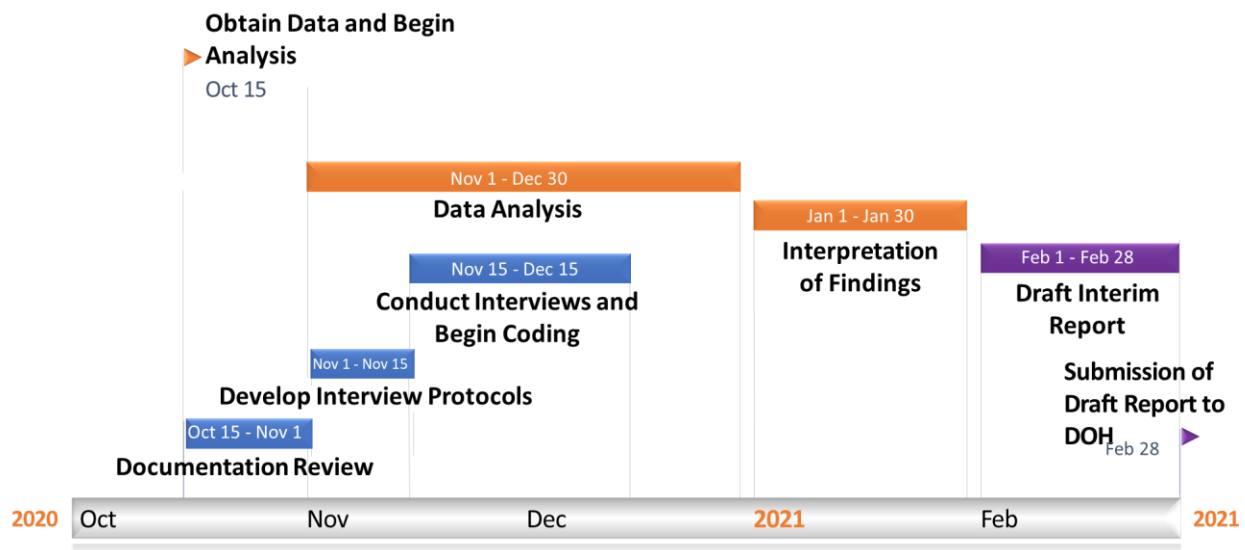 Obtain Data and Begin
Analysis
Oct 15
Nov 1 - Dec 30
Data Analysis
Jan 1 - Jan 30
Interpretation
of Findings
Feb 1 - Feb 28
Draft Interim
Report
Nov 15 - Dec 15
Conduct Interviews and
Begin Coding
Nov 1 - Nov 15
Develop Interview Protocols
Submission of
Draft Report to
DOH
Feb 28
Oct 15 - Nov 1
Documentation Review
2020 Oct Nov Dec 2021 Feb 2021